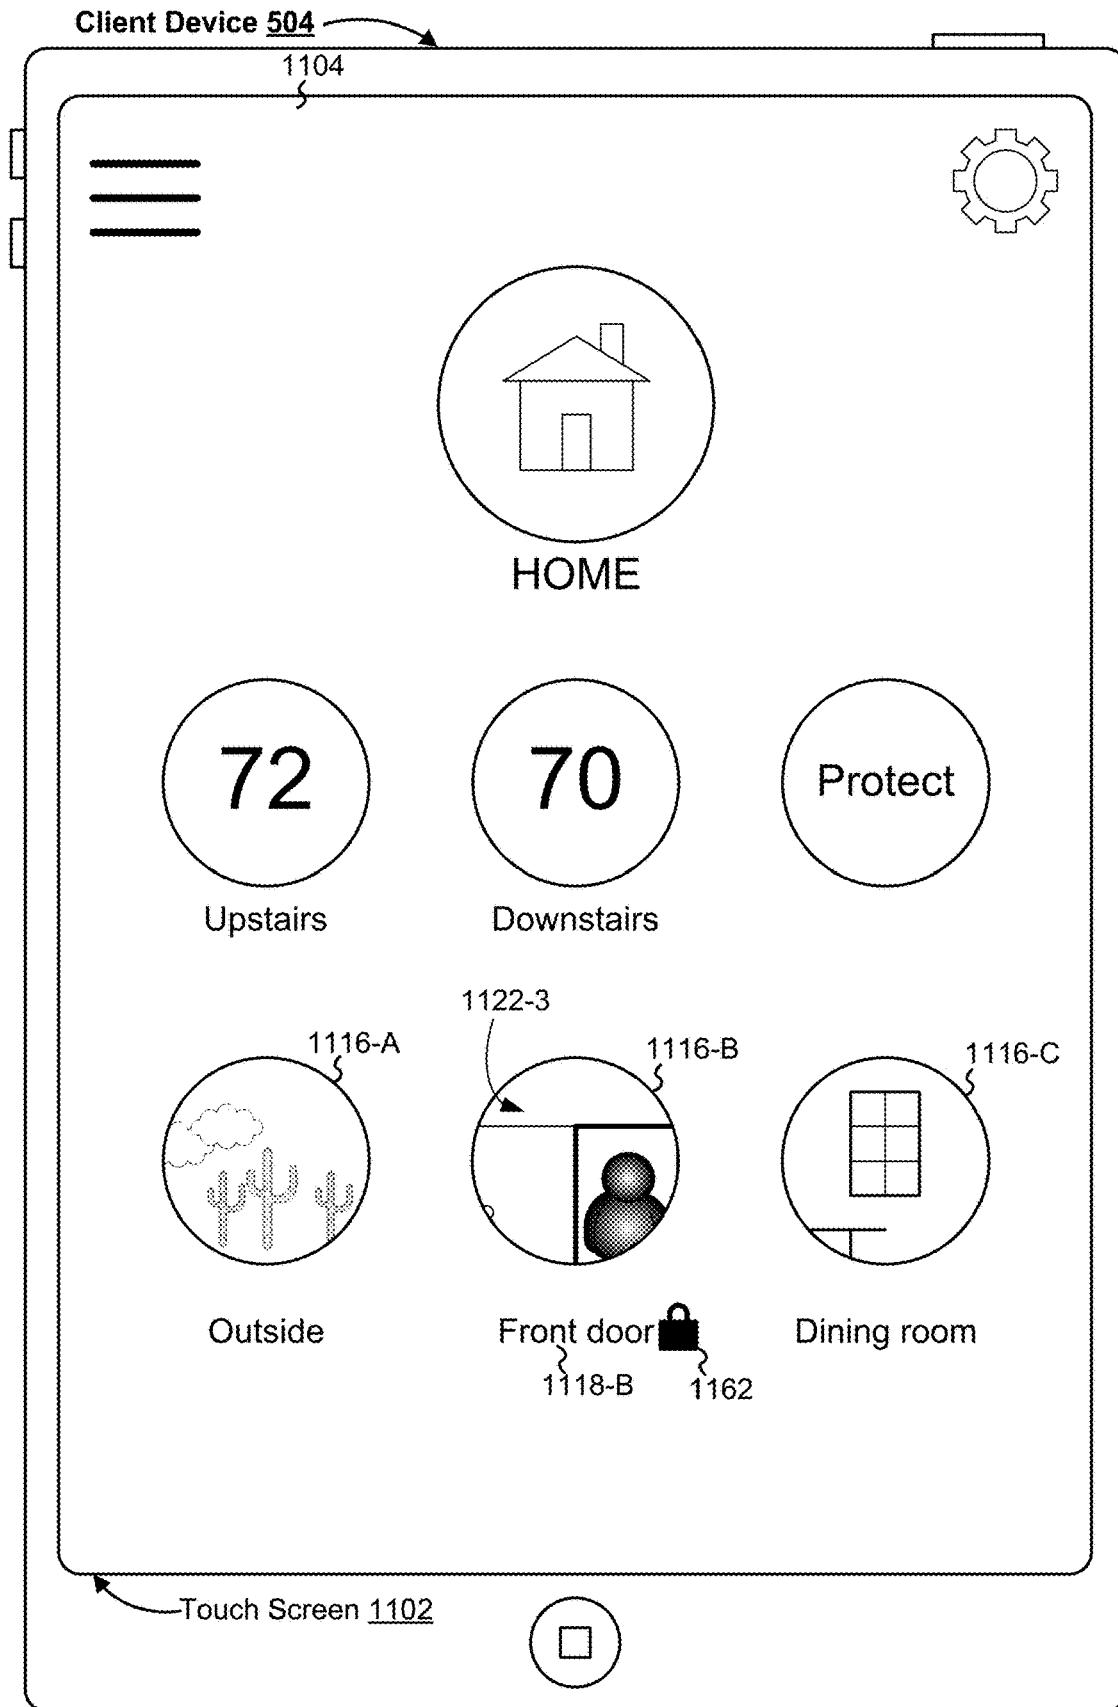 Client Device 504
1104
HOME
72
70
Protect
Upstairs
Downstairs
1122-3
1116-A
1116-B
1116-C
Outside
Front door
Dining room
1118-B
1162
Touch Screen 1102